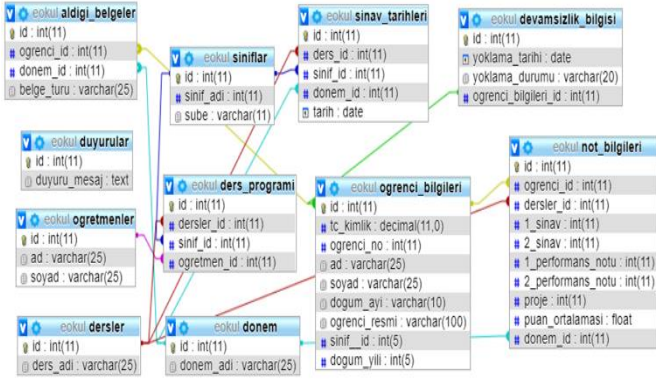 eokul aldigi_belgeler
id : int(11)
ogrenci_id : int(11)
donem_id : int(11)
belge_turu : varchar(25)
eokul siniflar
id : int(11)
sinif_adi : int(11)
sube : varchar(11)
eokul sinav_tarihleri
id : int(11)
ders_id : int(11)
sinif_id : int(11)
donem_id : int(11)
tarih : date
eokul devamsizlik_bilgisi
id : int(11)
yoklama_tarihi : date
yoklama_durumu : varchar(20)
ogrenci_bilgileri_id : int(11)
eokul duyurular
id : int(11)
duyuru_mesaj : text
eokul ders_programi
id : int(11)
dersler_id : int(11)
sinif_id : int(11)
ogretmen_id : int(11)
eokul ogrenci_bilgileri
id : int(11)
tc_kimlik : decimal(11,0)
ogrenci_no : int(11)
ad : varchar(25)
soyad : varchar(25)
dogum_ayi : varchar(10)
ogrenci_resmi : varchar(100)
sinif__id : int(5)
dogum_yili : int(5)
eokul not_bilgileri
id : int(11)
ogrenci_id : int(11)
dersler_id : int(11)
1_sinav : int(11)
2_sinav : int(11)
1_performans_notu : int(11)
2_performans_notu : int(11)
proje : int(11)
puan_ortalamasi : float
donem_id : int(11)
eokul ogretmenler
id : int(11)
ad : varchar(25)
soyad : varchar(25)
eokul dersler
id : int(11)
ders_adi : varchar(25)
eokul donem
id : int(11)
donem_adi : varchar(25)